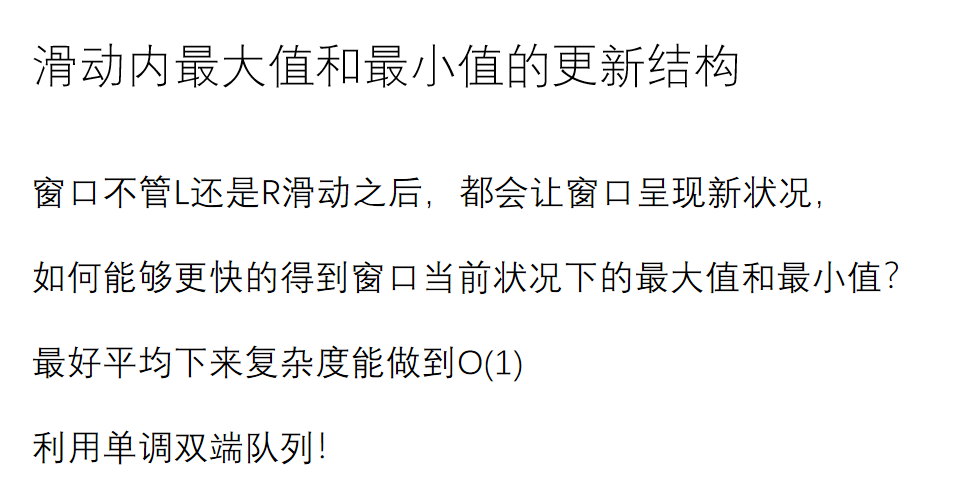 滑动内最大值和最小值的更新结构
窗口不管L还是R滑动之后，都会让窗口呈现新状况，
如何能够更快的得到窗口当前状况下的最大值和最小值？
最好平均下来复杂度能做到O(1)
利用单调双端队列！